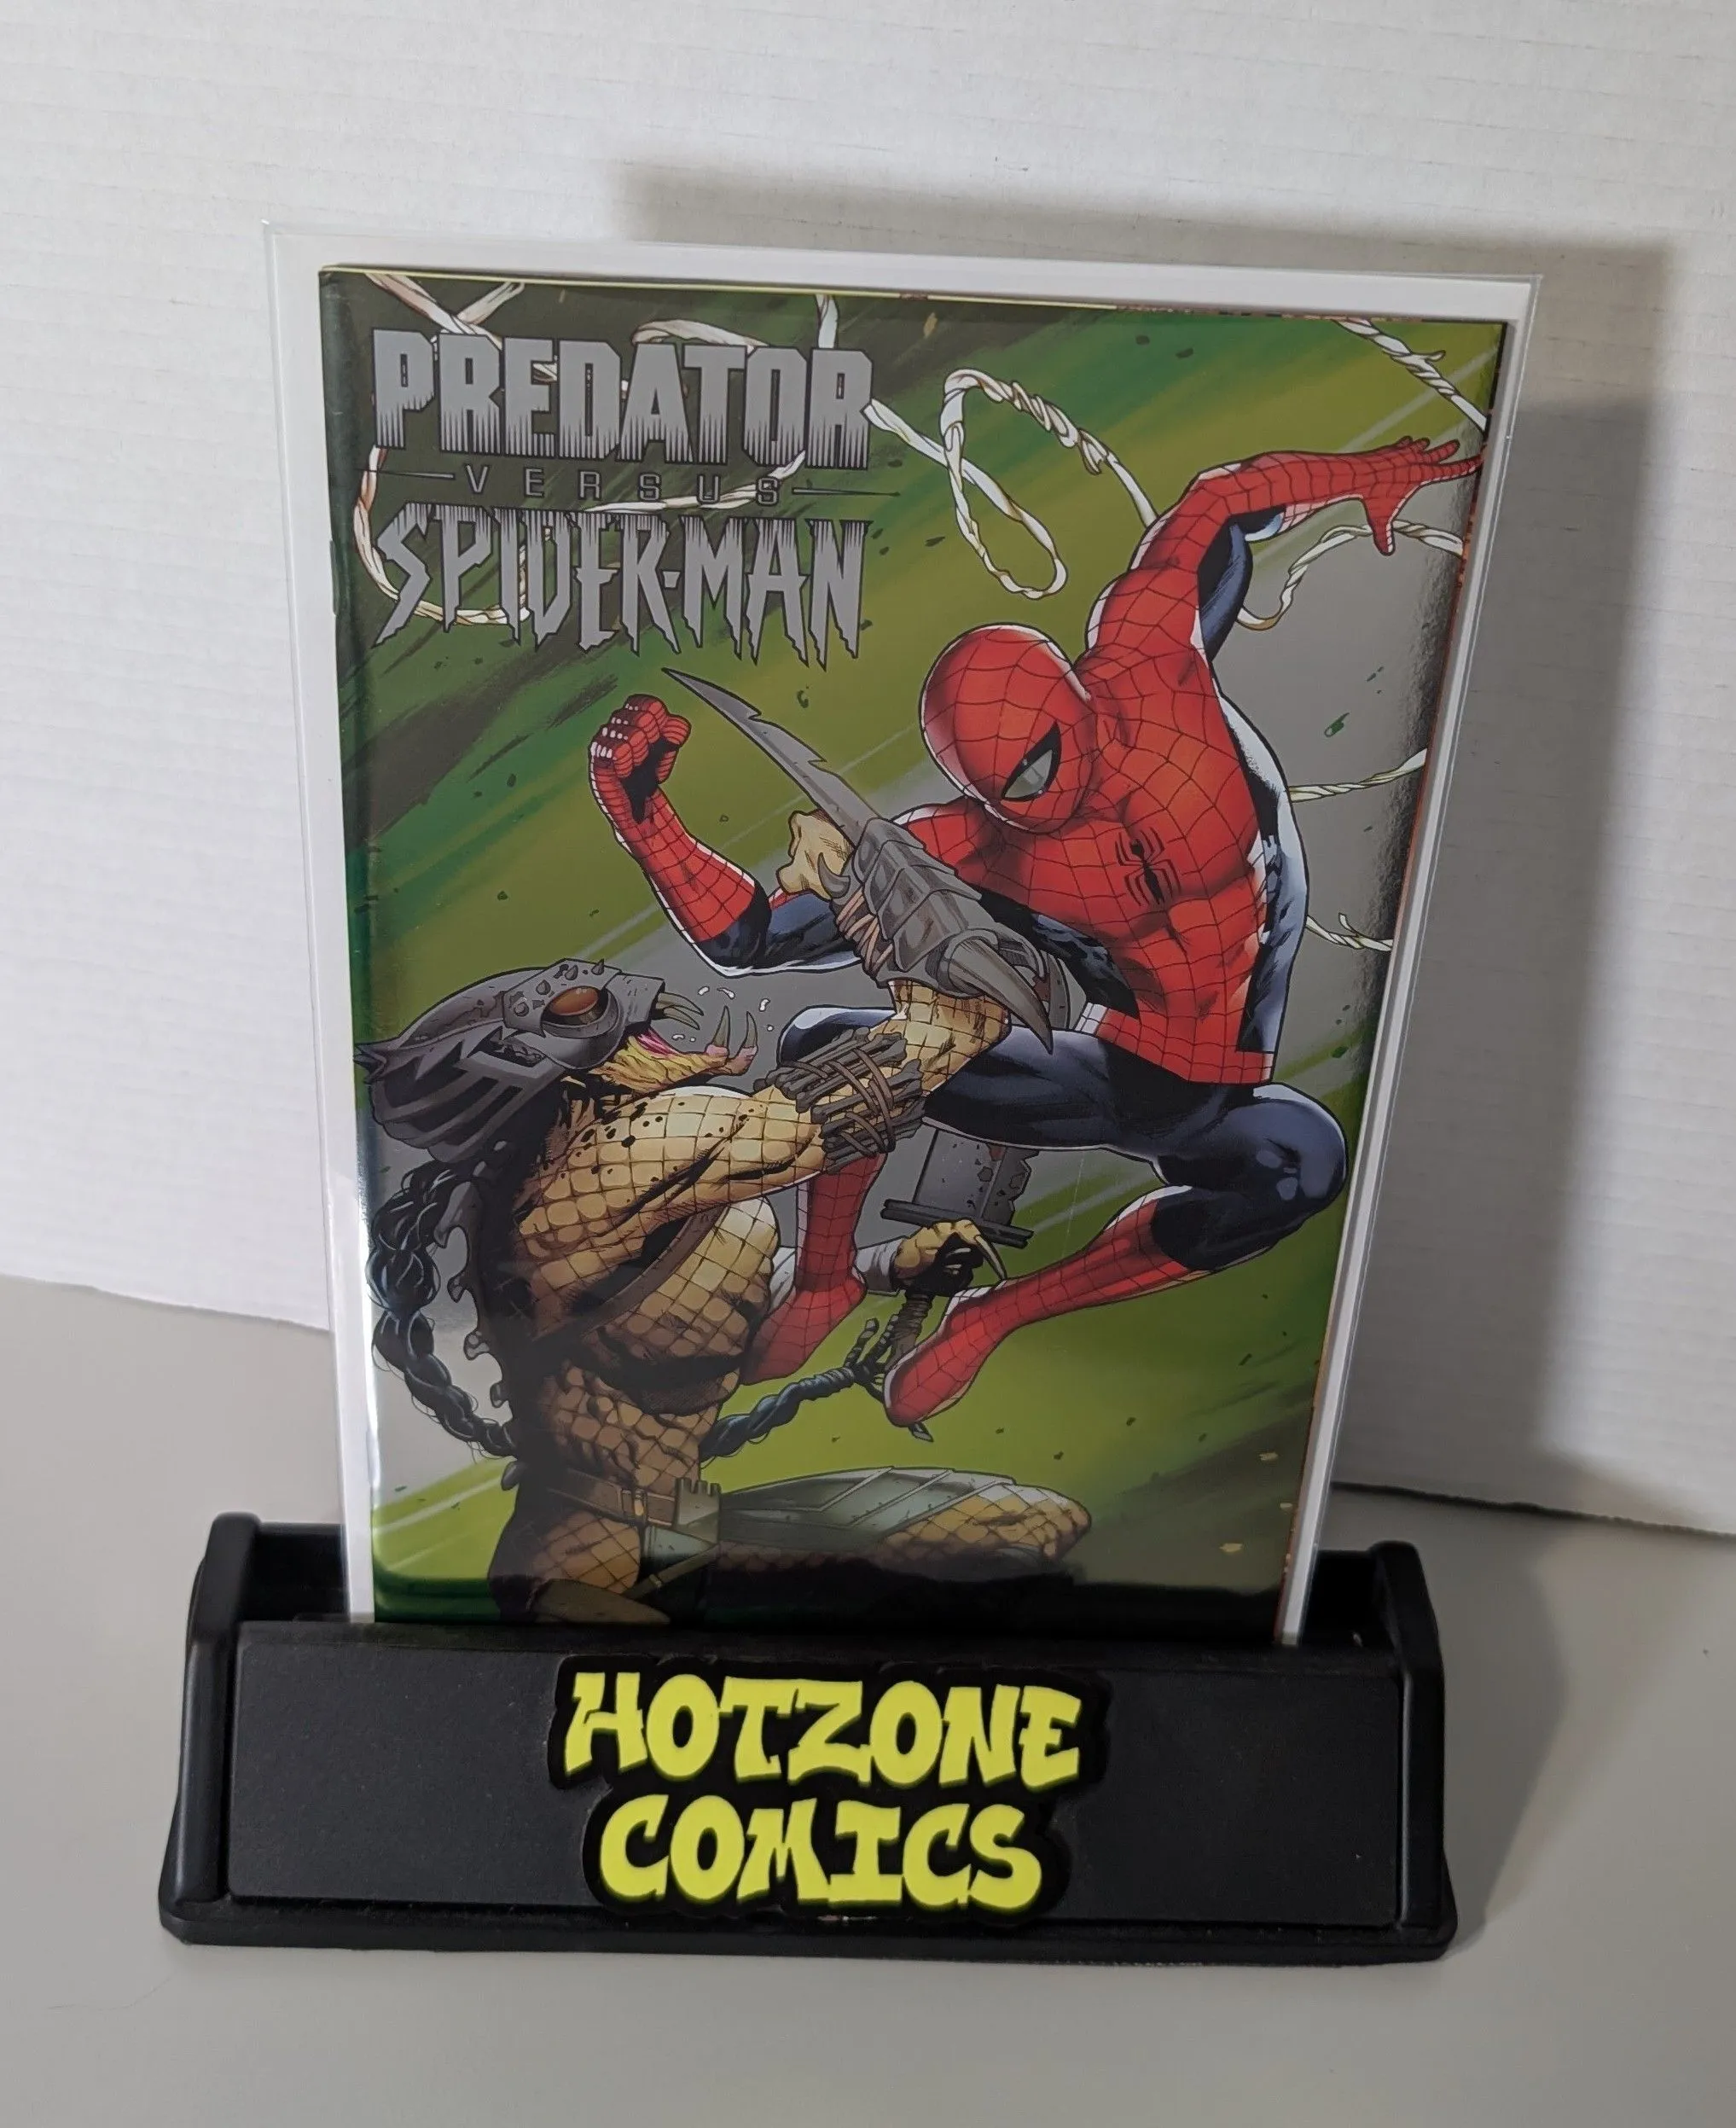 PREDATOR
VERSUS
SPIDER-MAN
HOTZONE
COMICS